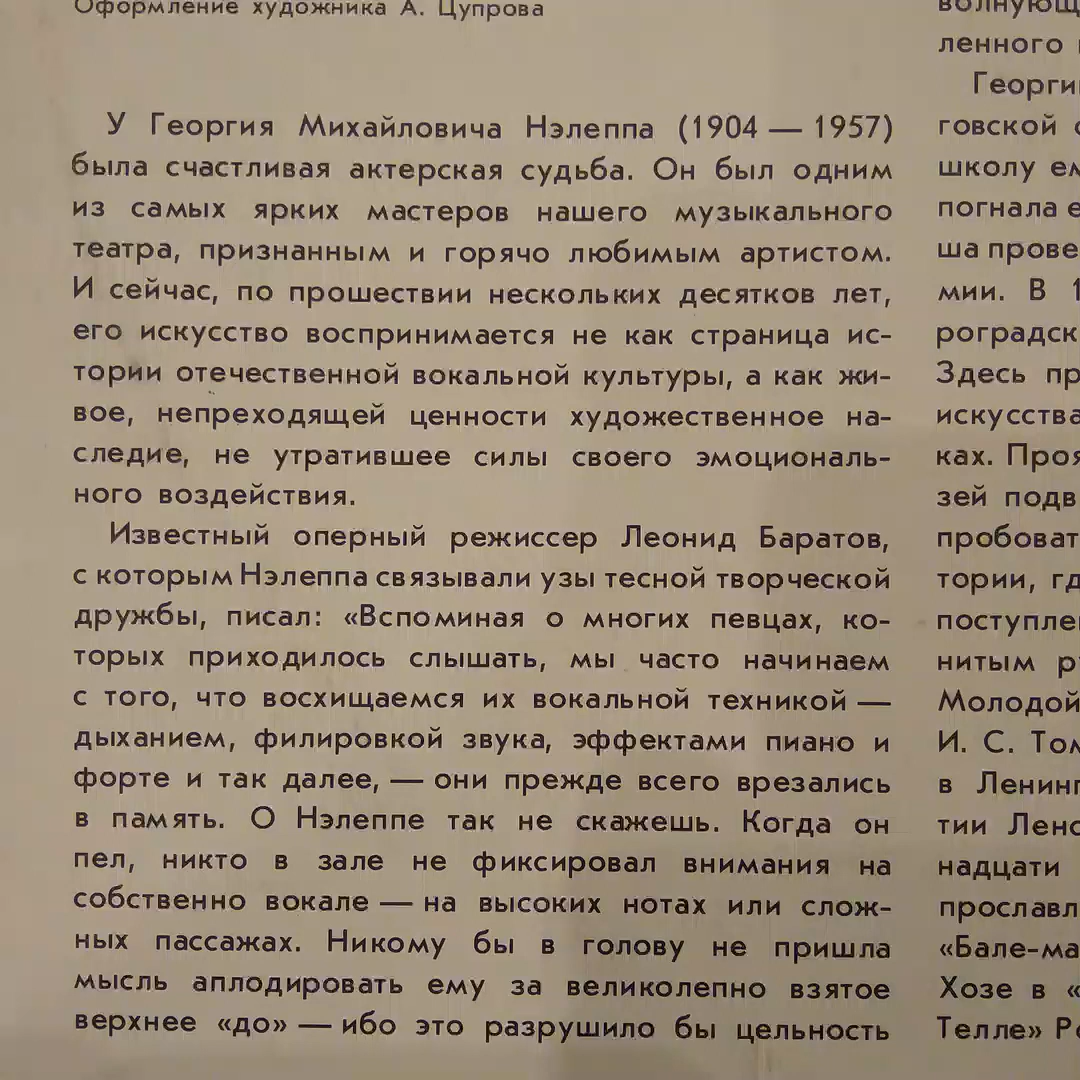 Оформление художника А. Цупрова
У Георгия Михайловича Нэлеппа (1904 — 1957)
была счастливая актерская судьба. Он был одним
из самых ярких мастеров нашего музыкального
театра, признанным и горячо любимым артистом.
И сейчас, по прошествии нескольких десятков лет,
его искусство воспринимается не как страница ис-
тории отечественной вокальной культуры, а как жи-
вое, непреходящей ценности художественное на-
следие, не утратившее силы своего эмоциональ-
ного воздействия.
Известный оперный режиссер Леонид Баратов,
с которым Нэлеппа связывали узы тесной творческой
дружбы, писал: «Вспоминая о многих певцах, ко-
торых приходилось слышать, мы часто начинаем
с того, что восхищаемся их вокальной техникой —
дыханием, филировкой звука, эффектами пиано и
форте и так далее, — они прежде всего врезались
в память. О Нэлеппе так не скажешь. Когда он
пел, никто в зале не фиксировал внимания на
собственно вокале — на высоких нотах или слож-
ных пассажах. Никому бы в голову не пришла
мысль аплодировать ему за великолепно взятое
верхнее «до» — ибо это разрушило бы цельность
ленного
Георги
говской
школу ем
погнала е
ша прове
мии. В 1
роградск
Здесь пр
искусства
ках. Проя
зей подв
пробоват
тории, гд
поступле
нитым р
Молодой
И. С. Том
в Ленинг
тии Ленс
надцати
прославл
«Бале-ма
Хозе в «
Телле» Ро